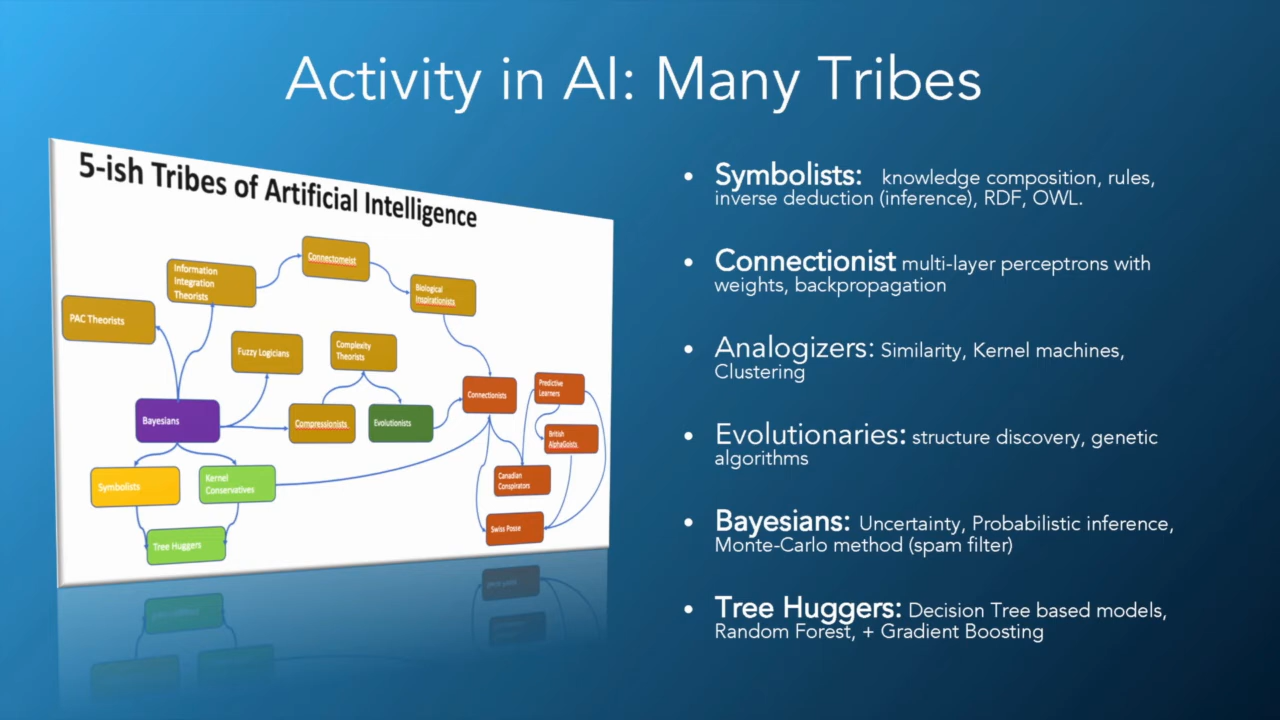 Activity in AI: Many Tribes
5-ish Tribes of Artificial Intelligence
Connectomeist
Information
Integration
Theorists
Biological
Inspirationists
PAC Theorists
Fuzzy Logicians
Complexity
Theorists
Connectionists
Predictive
Learners
Bayesians
Compressionists
Evolutionists
British
AlphaGoists
Symbolists
Kernel
Conservatives
Canadian
Conspirators
Swiss Posse
Tree Huggers
• Symbolists: knowledge composition, rules,
inverse deduction (inference), RDF, OWL.
• Connectionist multi-layer perceptrons with
weights, backpropagation
• Analogizers: Similarity, Kernel machines,
Clustering
• Evolutionaries: structure discovery, genetic
algorithms
• Bayesians: Uncertainty, Probabilistic inference,
Monte-Carlo method (spam filter)
• Tree Huggers: Decision Tree based models,
Random Forest, + Gradient Boosting